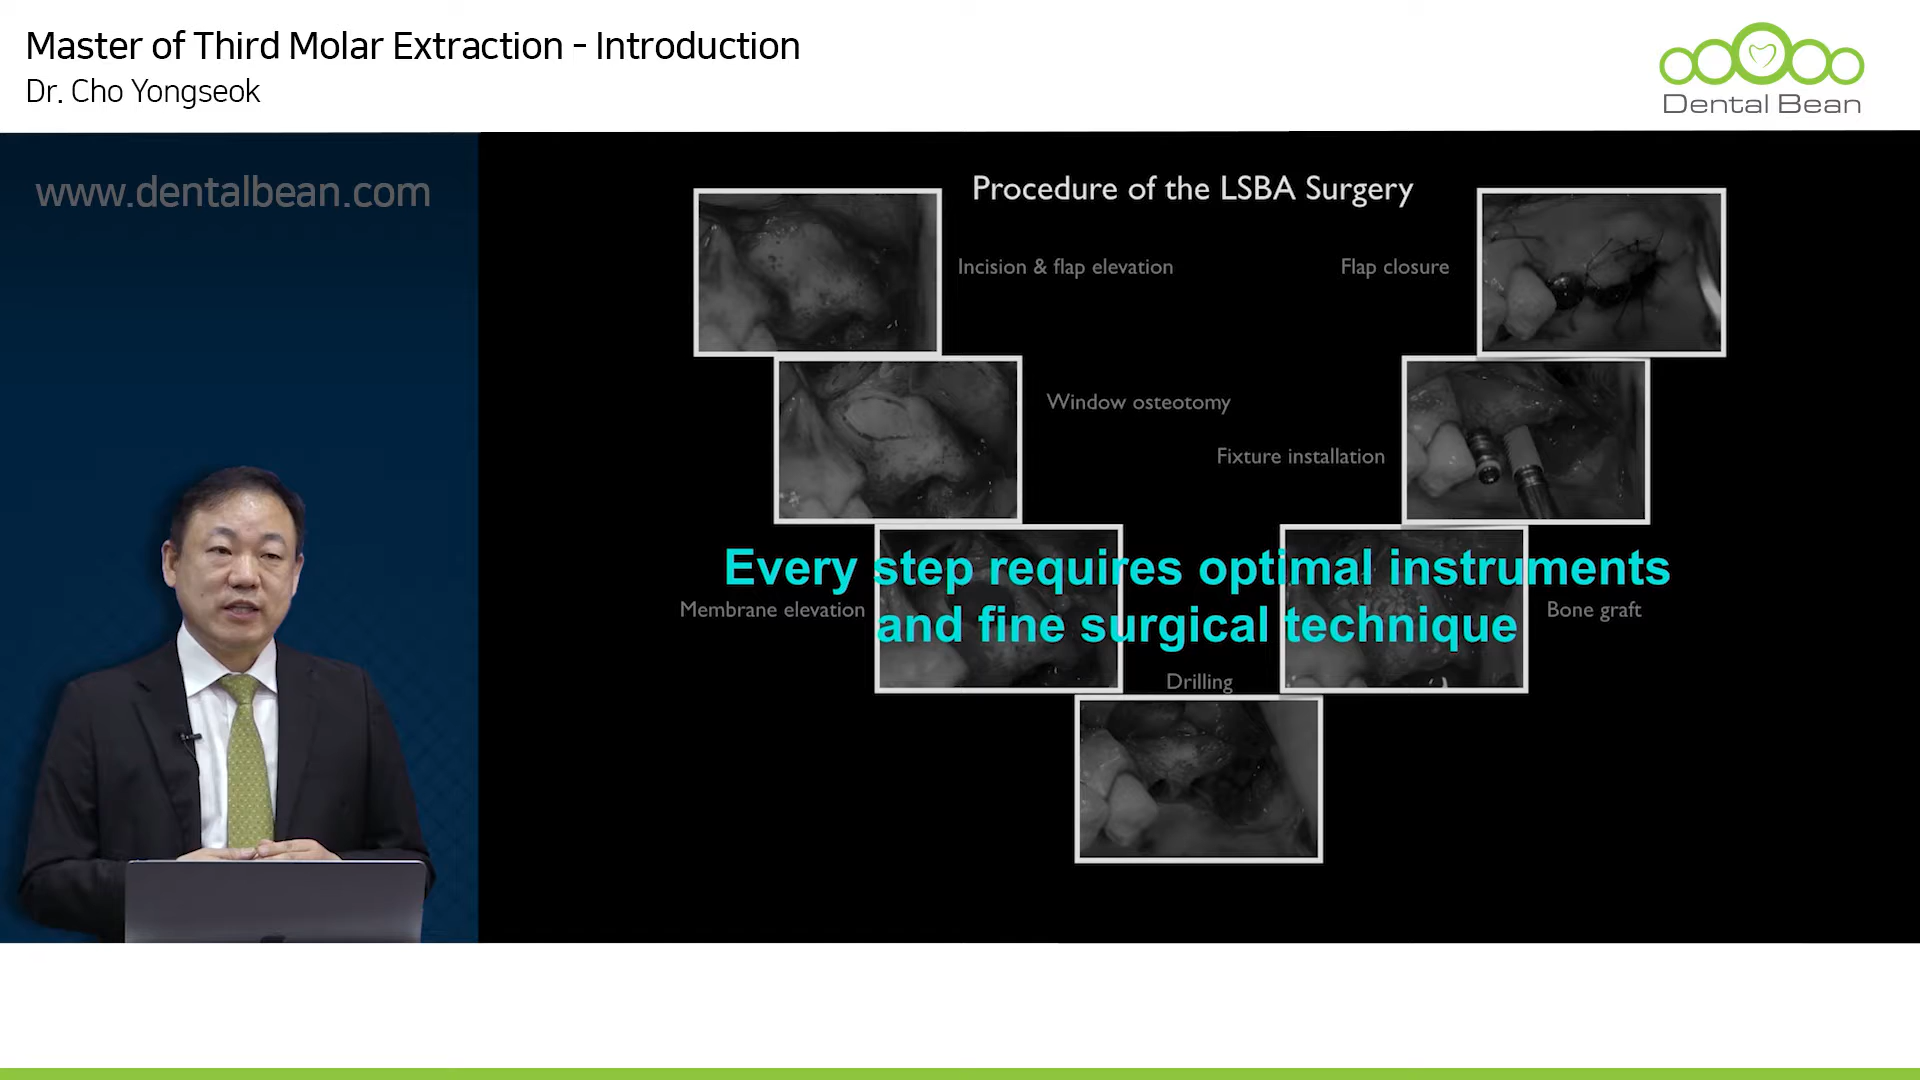 Master of Third Molar Extraction - Introduction
Dr. Cho Yongseok
Dental Bean
www.dentalbean.com
Procedure of the LSBA Surgery
Incision & flap elevation
Flap closure
Window osteotomy
Fixture installation
Every step requires optimal instruments
and fine surgical technique
Membrane elevation
Bone graft
Drilling